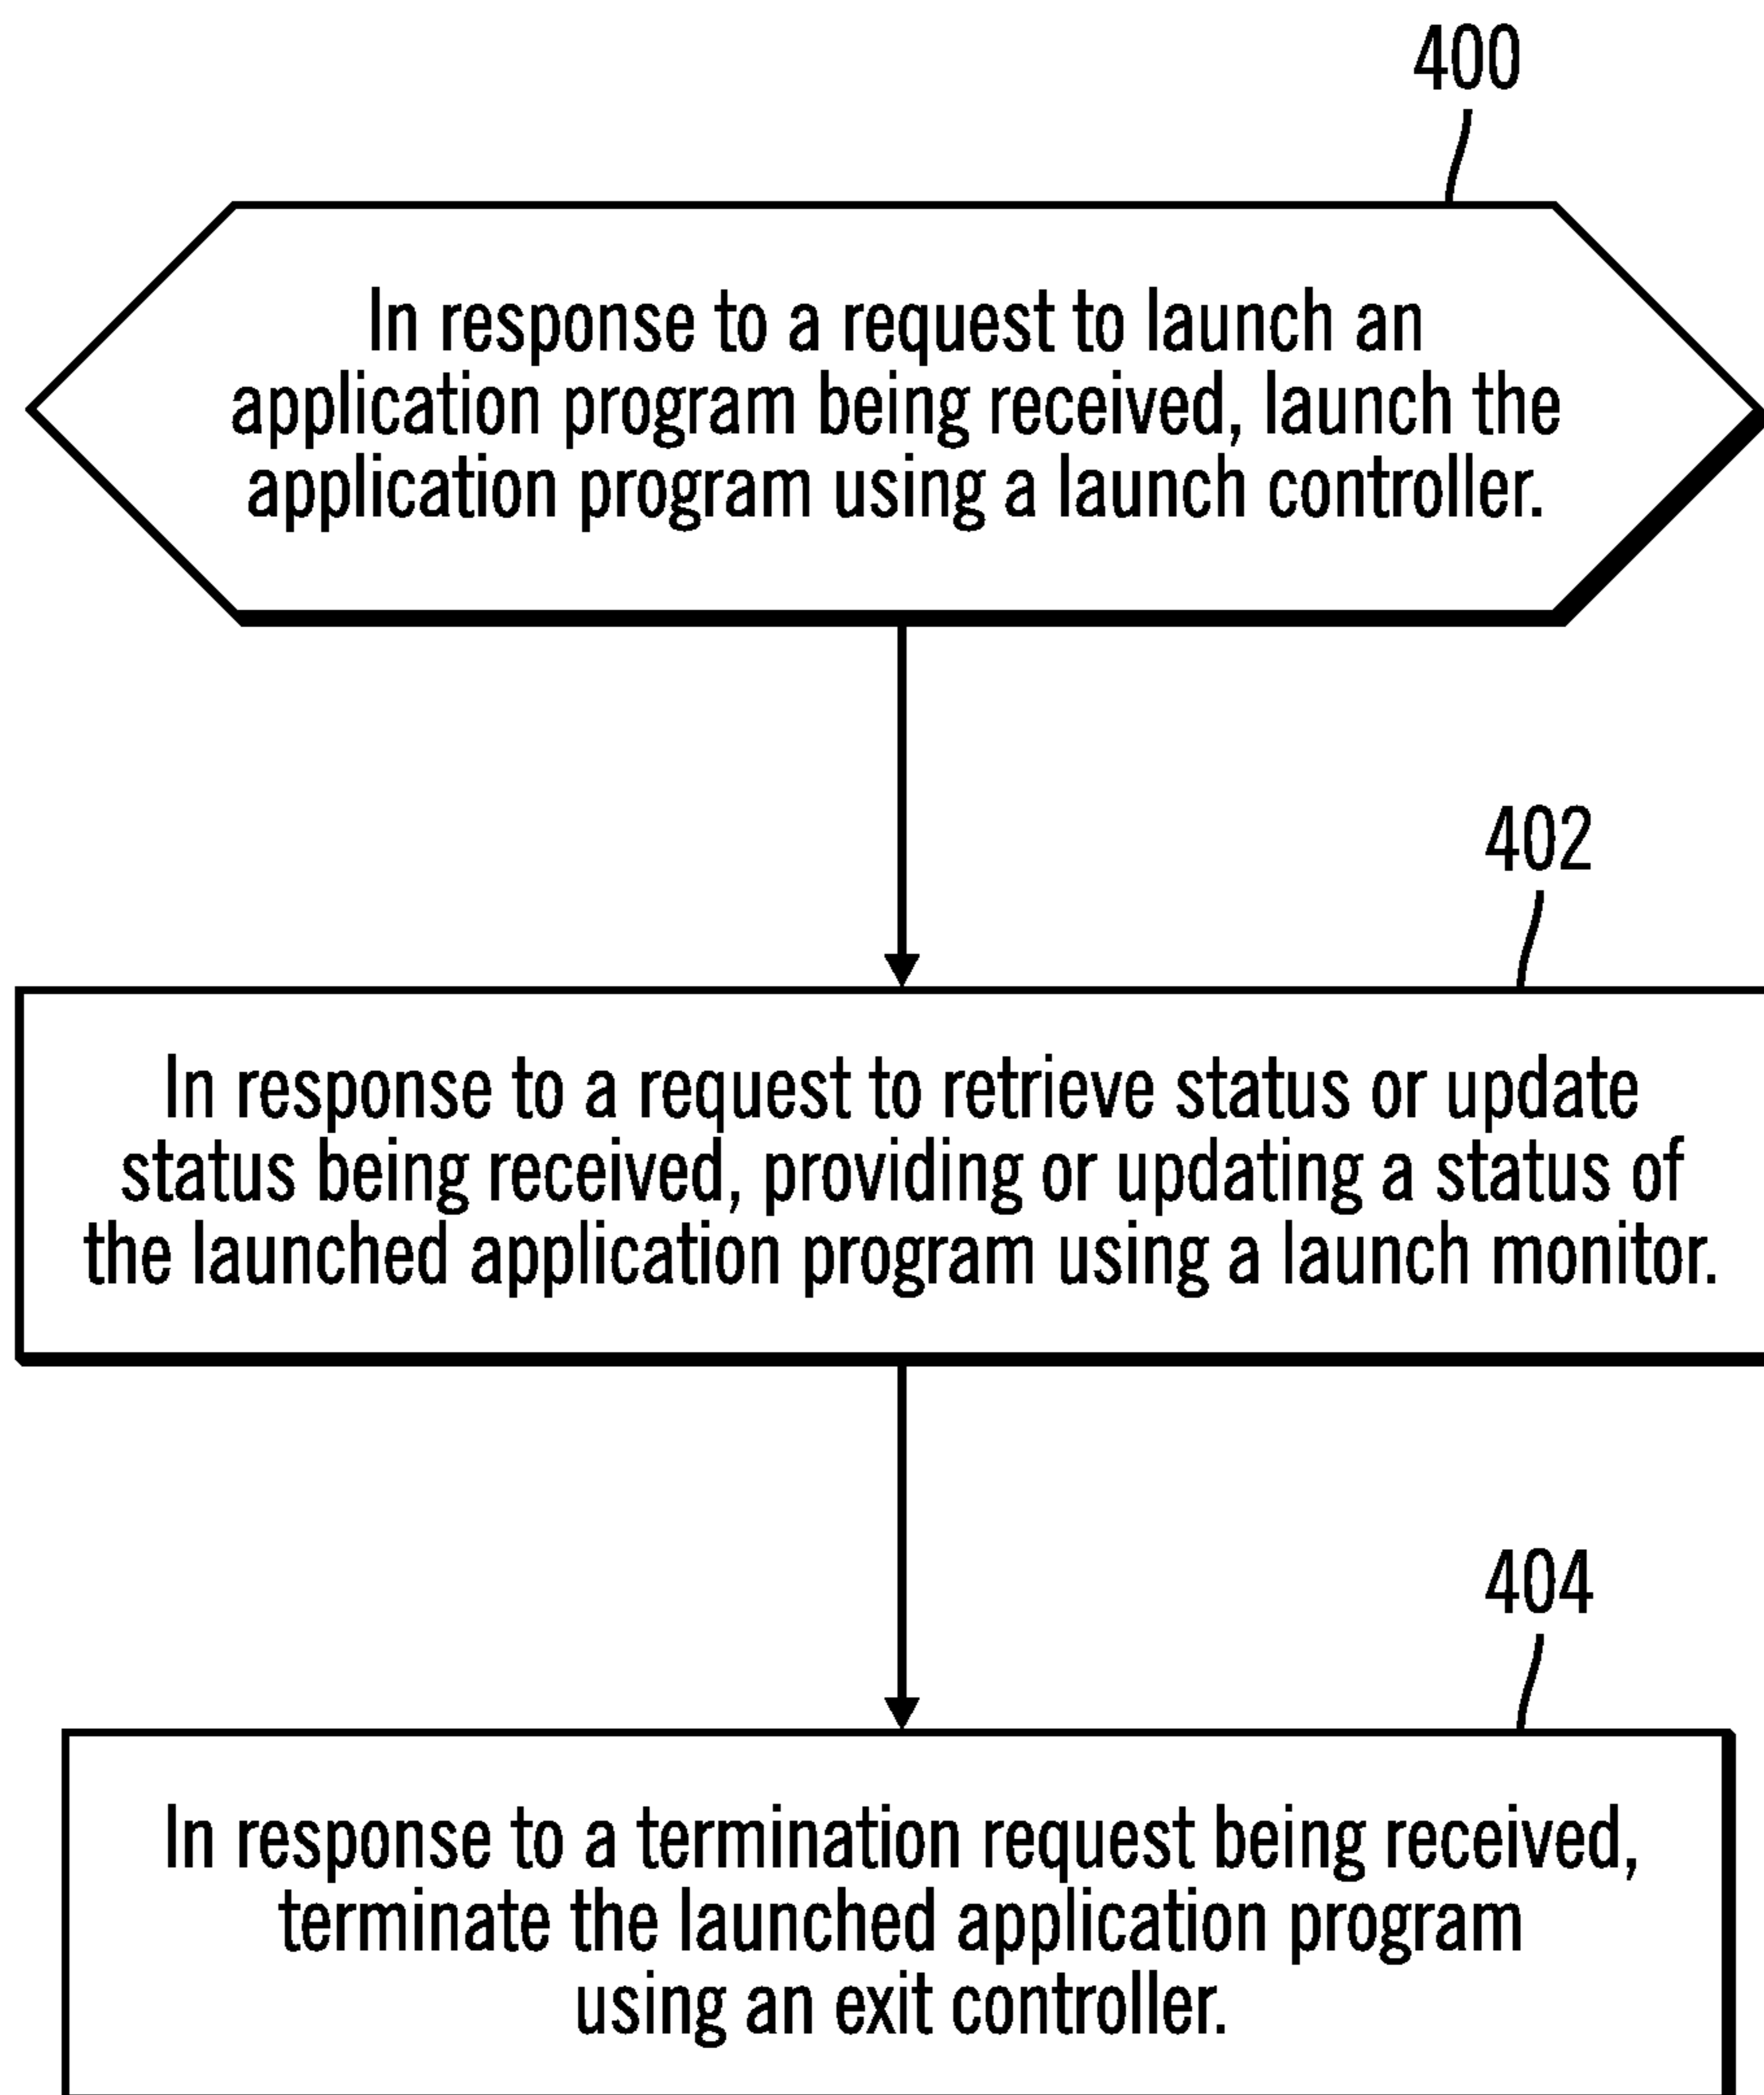 400
In response to a request to launch an
application program being received, launch the
application program using a launch controller.
402
In response to a request to retrieve status or update
status being received, providing or updating a status of
the launched application program using a launch monitor.
404
In response to a termination request being received,
terminate the launched application program
using an exit controller.